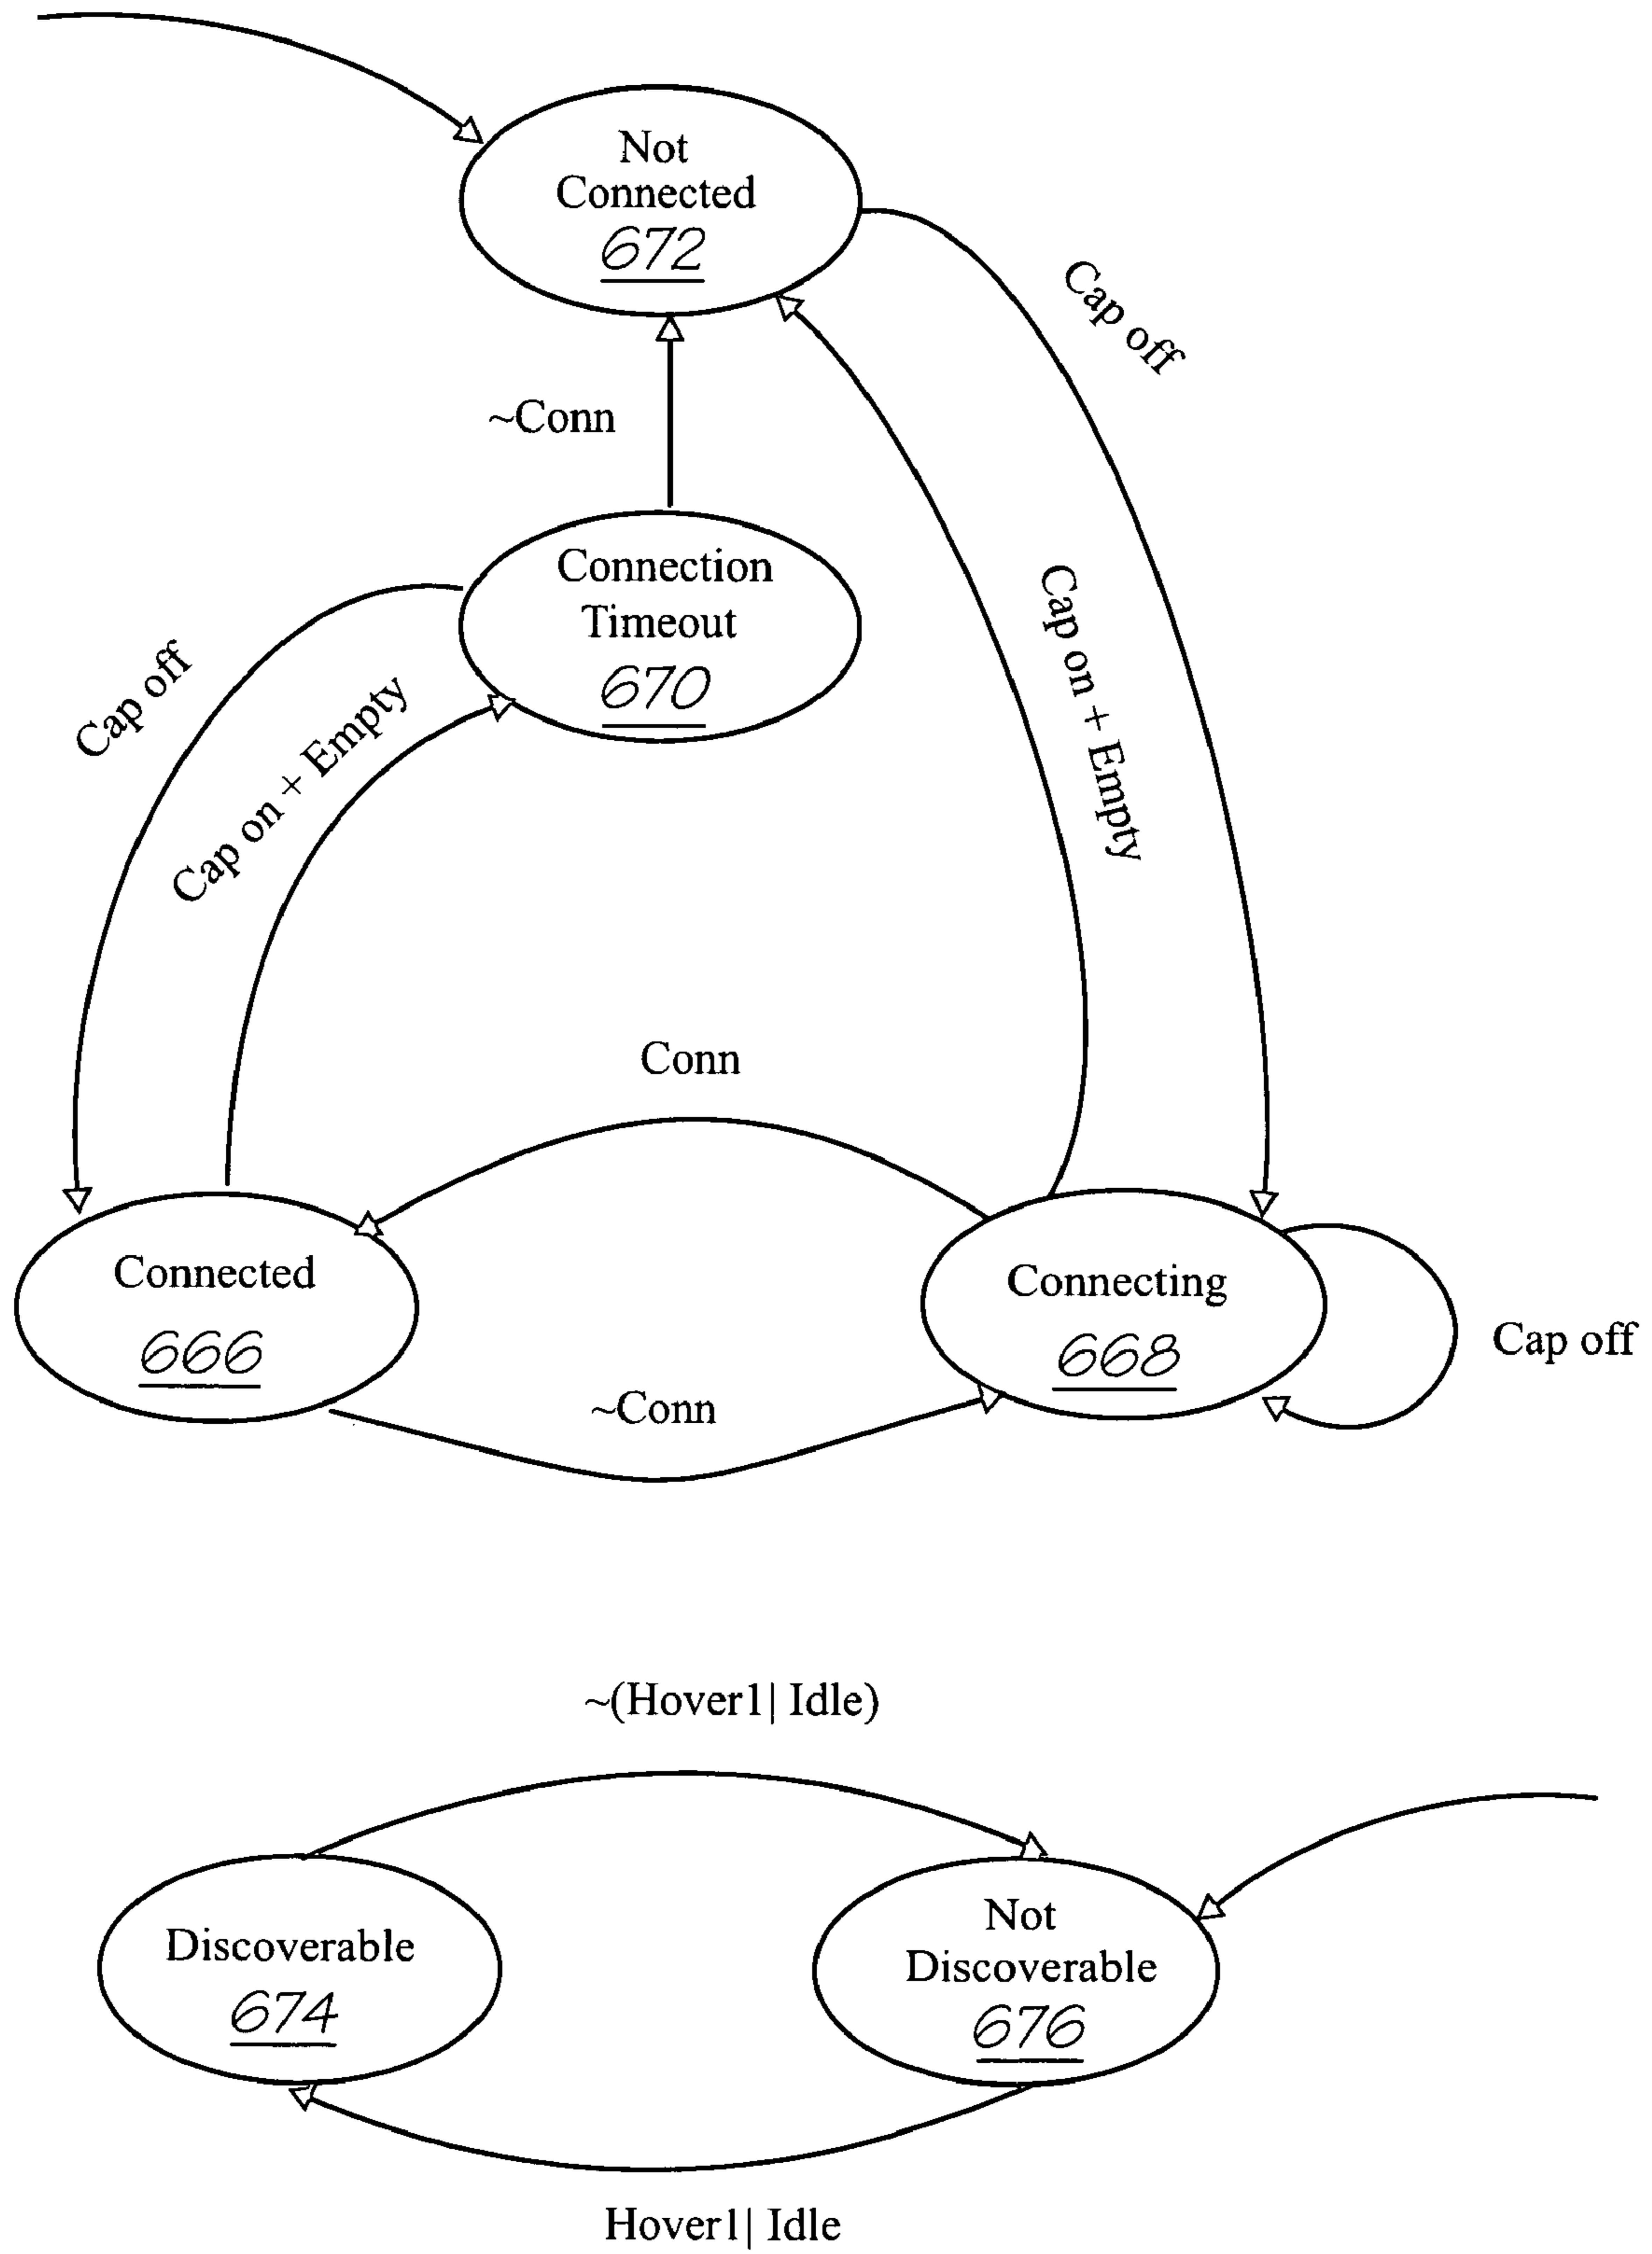 Not
Connected
672
Cap off
~Conn
Connection
Timeout
670
Cap off
Cap on + Empty
Cap on + Empty
Conn
Connected
666
Connecting
668
Cap off
~Conn
~(Hover1| Idle)
Discoverable
674
Not
Discoverable
676
Hover1| Idle